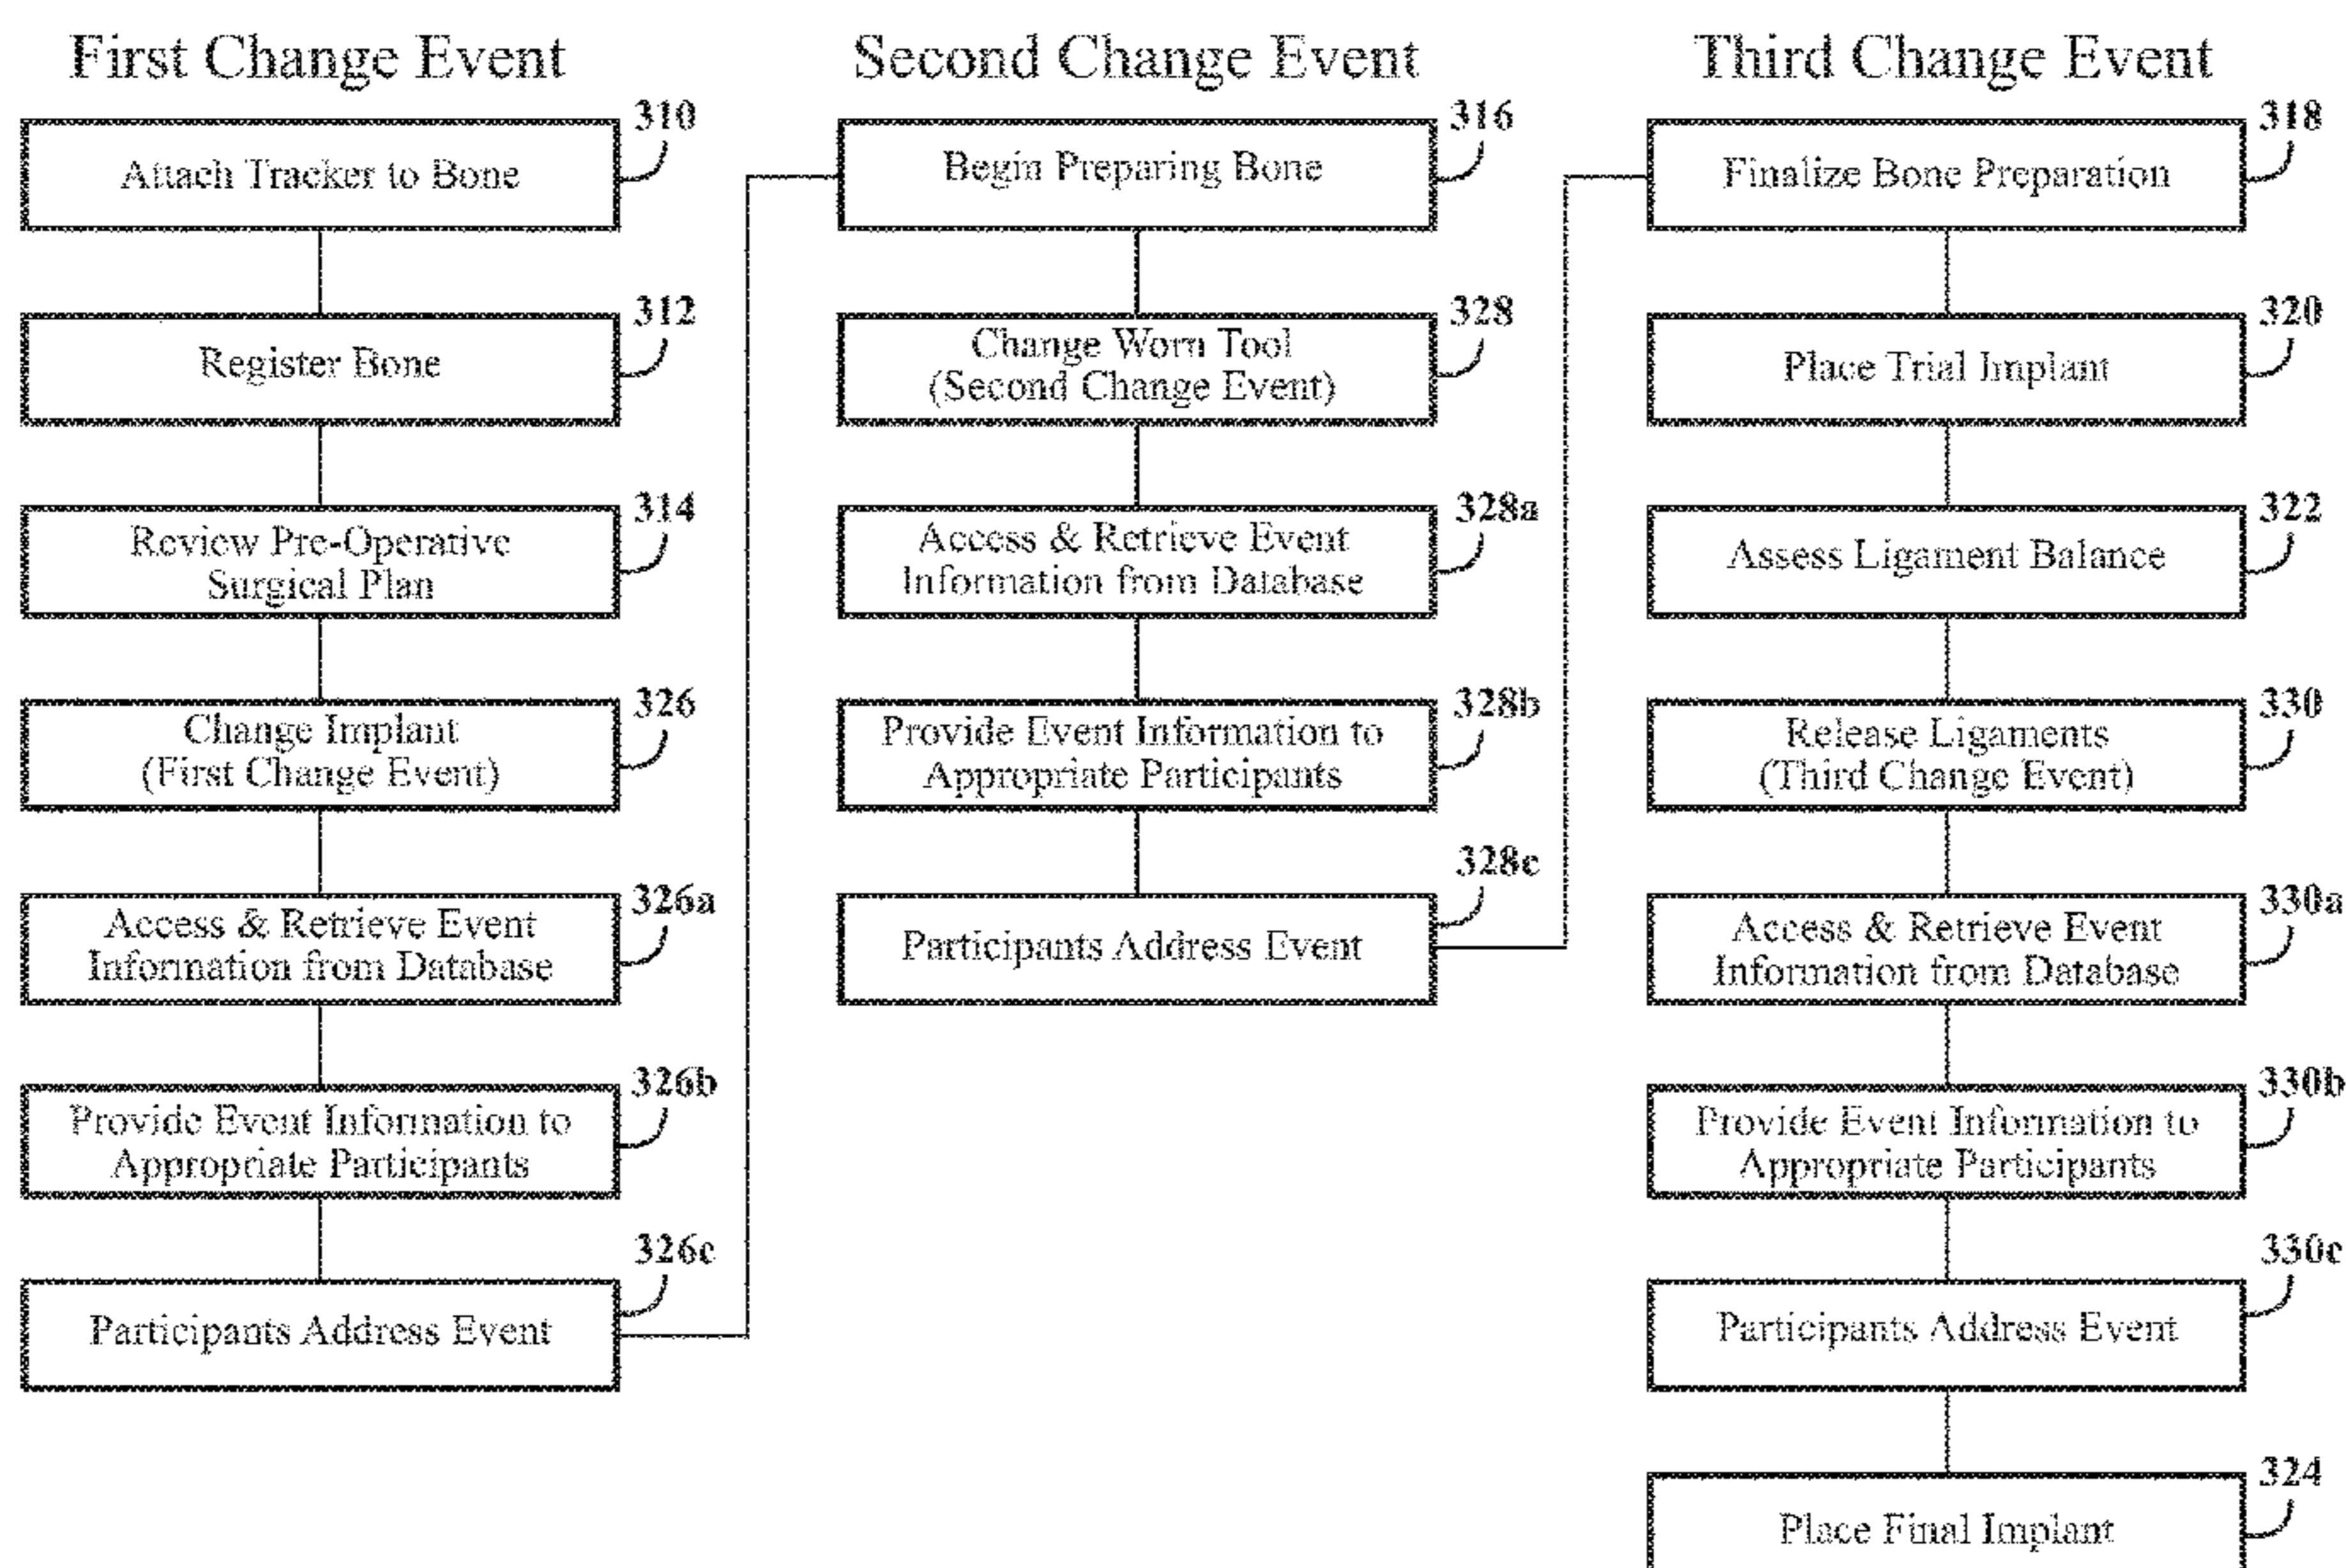 First Change Event
310
Attach Tracker to Bone
312
Register Bone
314
Review Pre-Operative
Surgical Plan
326
Change Implant
(First Change Event)
326a
Access & Retrieve Event
Information from Database
326b
Provide Event Information to
Appropriate Participants
326c
Participants Address Event
Second Change Event
316
Begin Preparing Bone
328
Change Worn Tool
(Second Change Event)
328a
Access & Retrieve Event
Information from Database
328b
Provide Event Information to
Appropriate Participants
328c
Participants Address Event
Third Change Event
318
Finalize Bone Preparation
320
Place Trial Implant
322
Assess Ligament Balance
330
Release Ligaments
(Third Change Event)
330a
Access & Retrieve Event
Information from Database
330b
Provide Event Information to
Appropriate Participants
330c
Participants Address Event
324
Place Final Implant